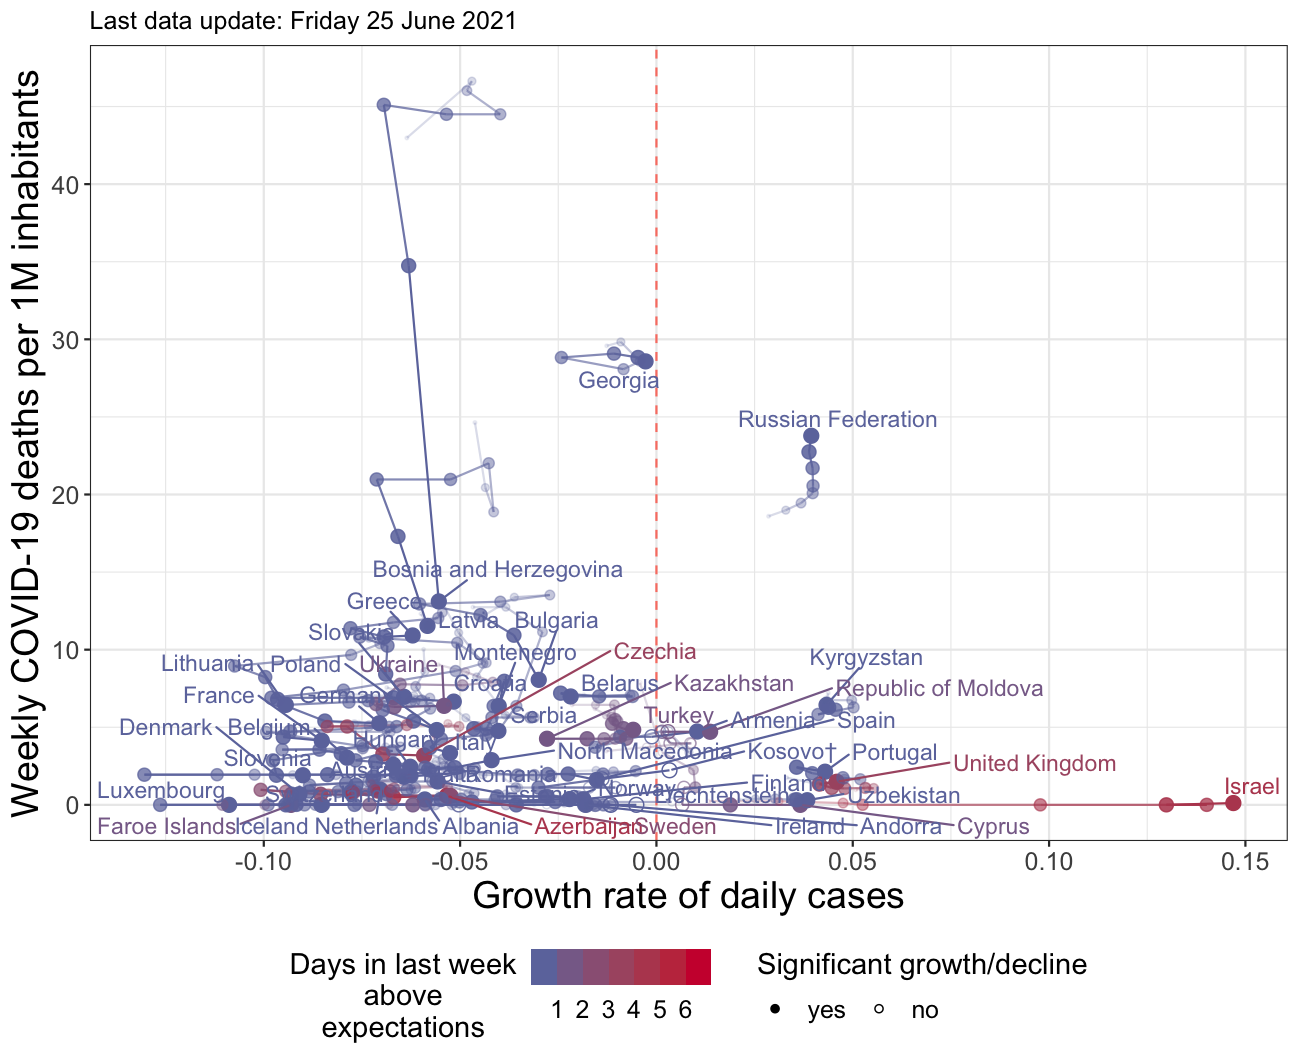 Last data update: Friday 25 June 2021
Weekly COVID-19 deaths per 1M inhabitants
40
30
20
10
0
Georgia
Russian Federation
Bosnia and Herzegovina
Greece
Latvia
Bulgaria
Slovakia
Montenegro
Czechia
Kyrgyzstan
Lithuania
Poland
Ukraine
Croatia
Belarus
Kazakhstan
Republic of Moldova
France
Germany
Serbia
Turkey
Armenia
Spain
Denmark
Belgium
Hungary
Italy
North Macedonia
Kosovo†
Portugal
Slovenia
United Kingdom
Romania
Finland
Israel
Luxembourg
Norway
Liechtenstein
Uzbekistan
Faroe Islands
Iceland
Netherlands
Albania
Azerbaijan
Sweden
Ireland
Andorra
Cyprus
-0.10
-0.05
0.00
0.05
0.10
0.15
Growth rate of daily cases
Days in last week
above
expectations
1 2 3 4 5 6
Significant growth/decline
yes
no